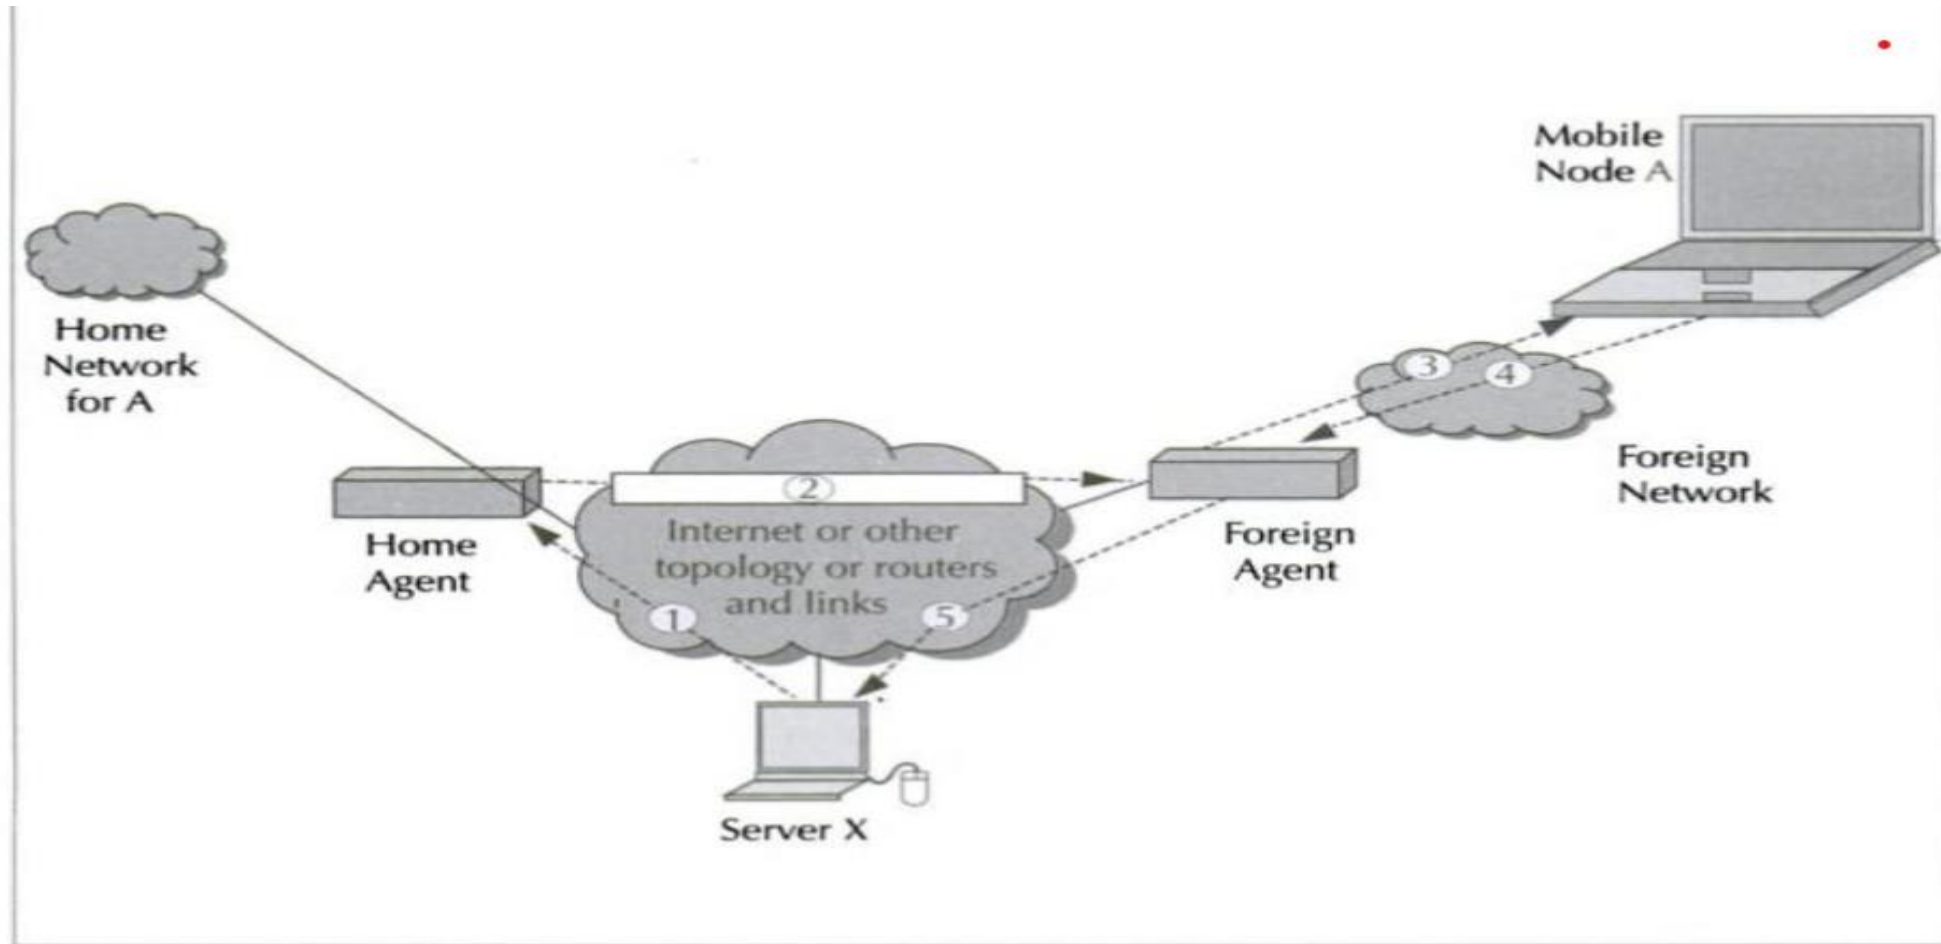 Mobile
Node A
Home
Network
for A
3
4
Foreign
Network
2
Internet or other
topology or routers
and links
Home
Agent
Foreign
Agent
1
5
Server X